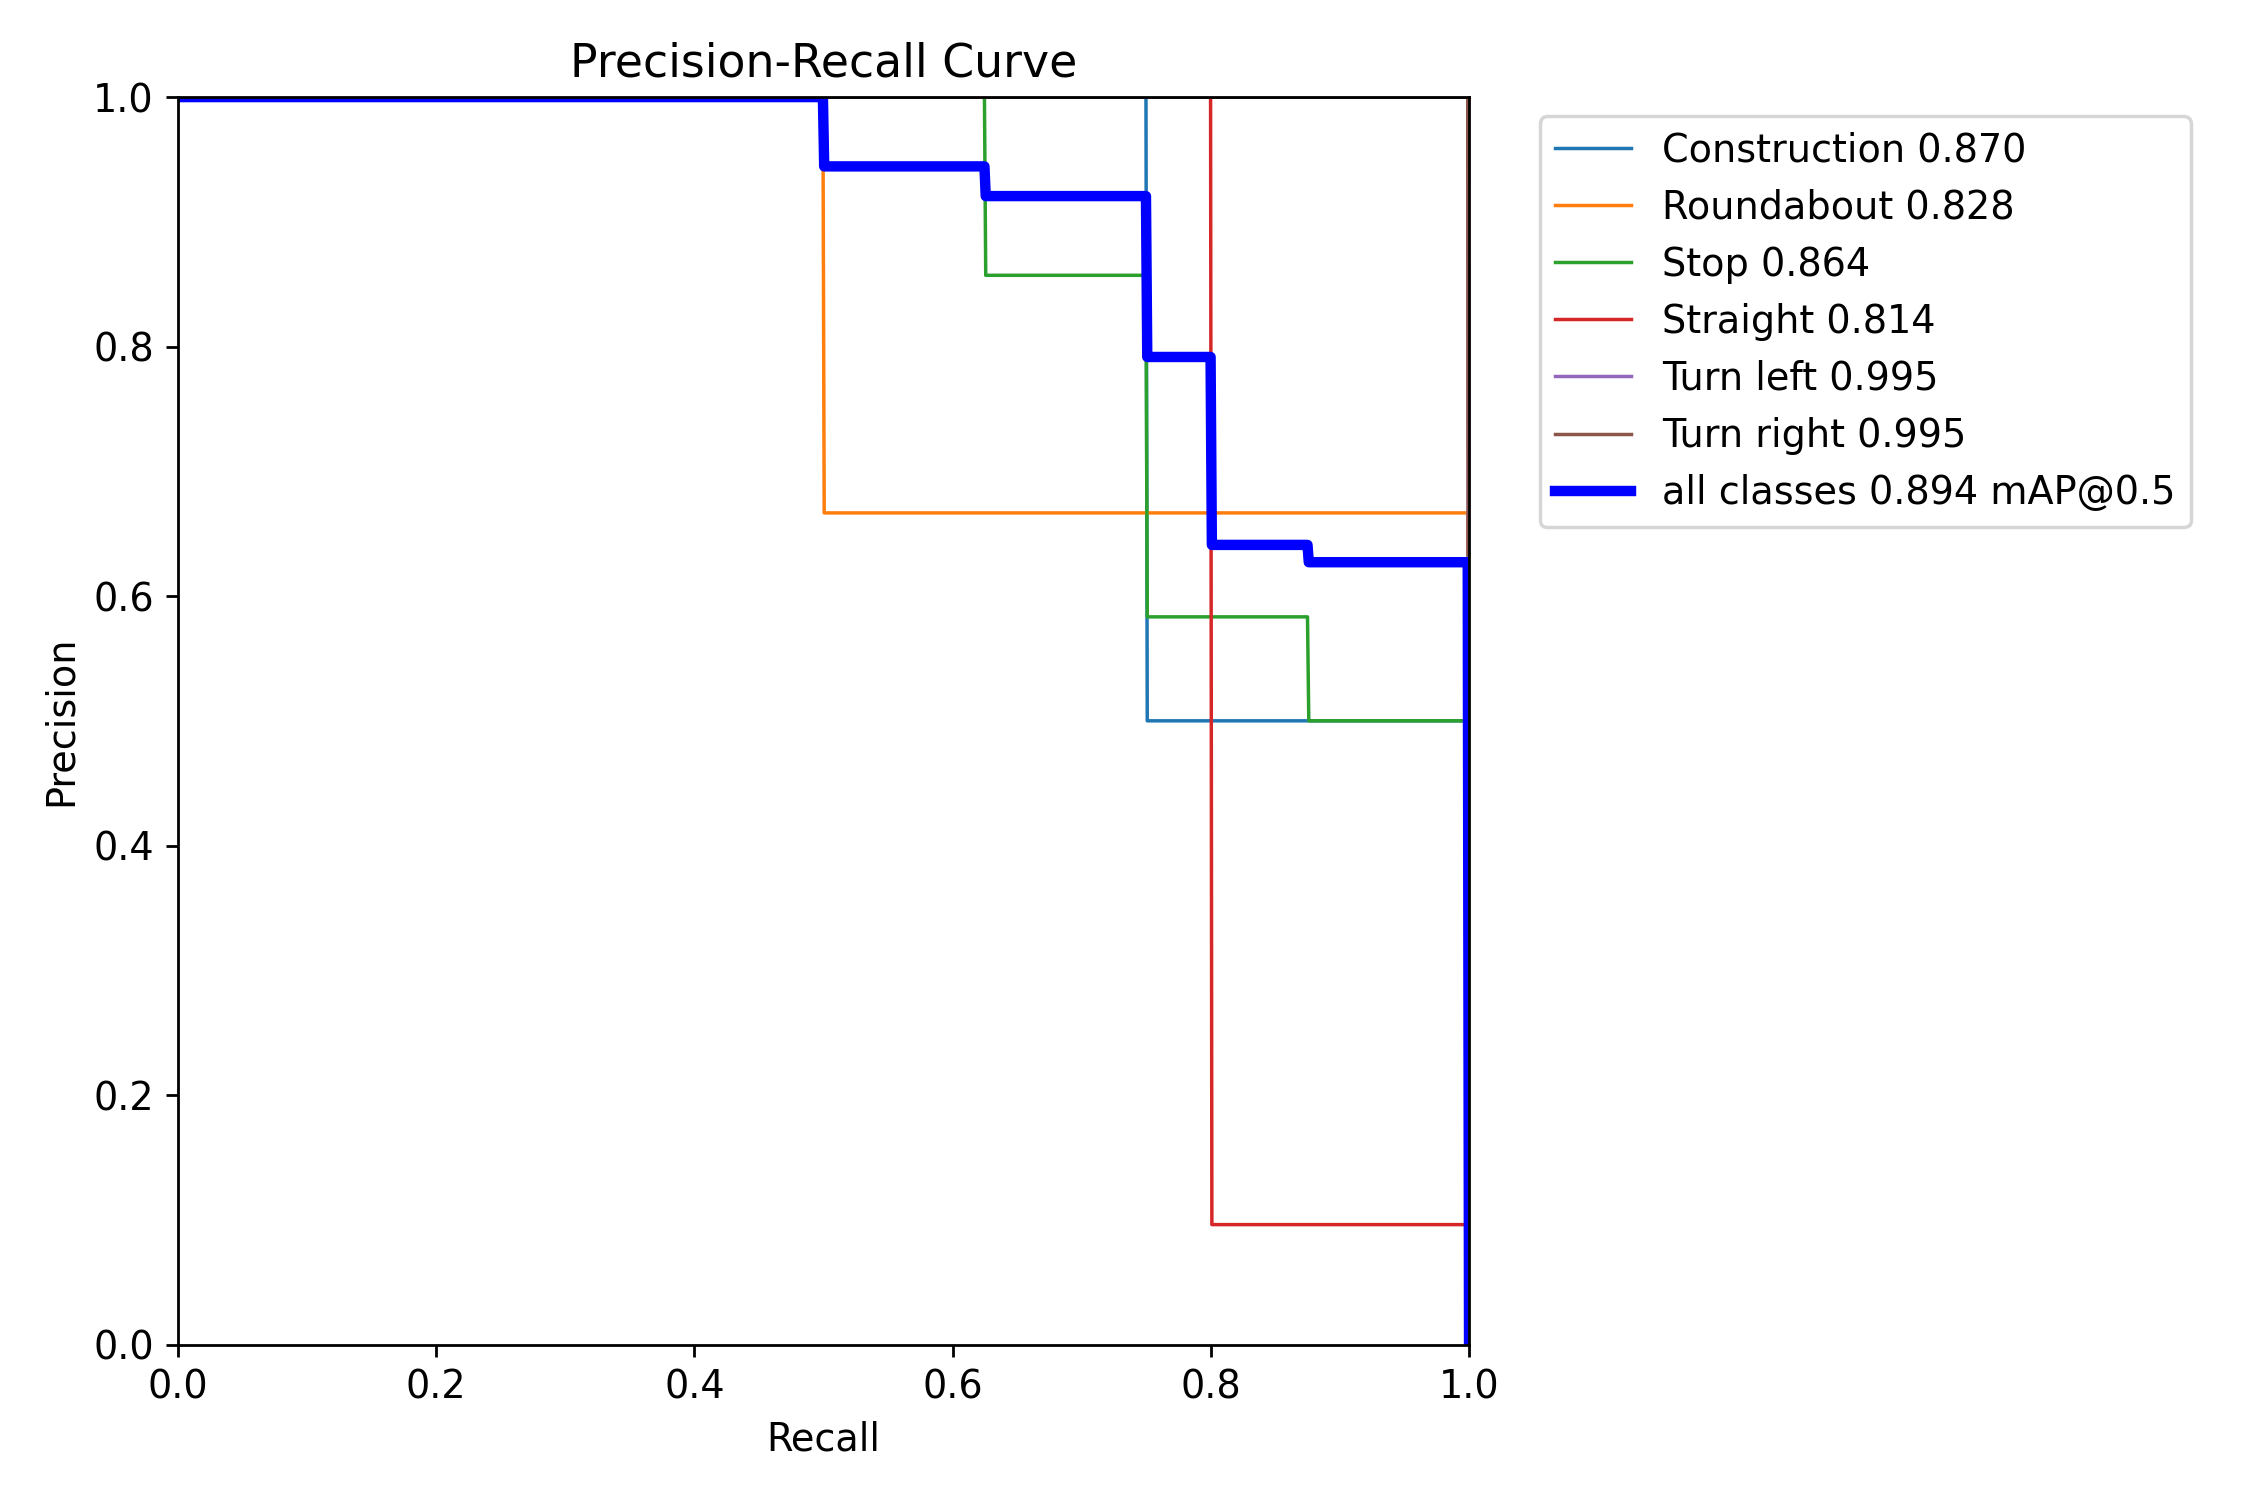 Precision-Recall Curve
1.0
0.8
0.6
0.4
0.2
0.0
Precision
0.0 0.2 0.4 0.6 0.8 1.0
Recall
Construction 0.870
Roundabout 0.828
Stop 0.864
Straight 0.814
Turn left 0.995
Turn right 0.995
all classes 0.894 mAP@0.5